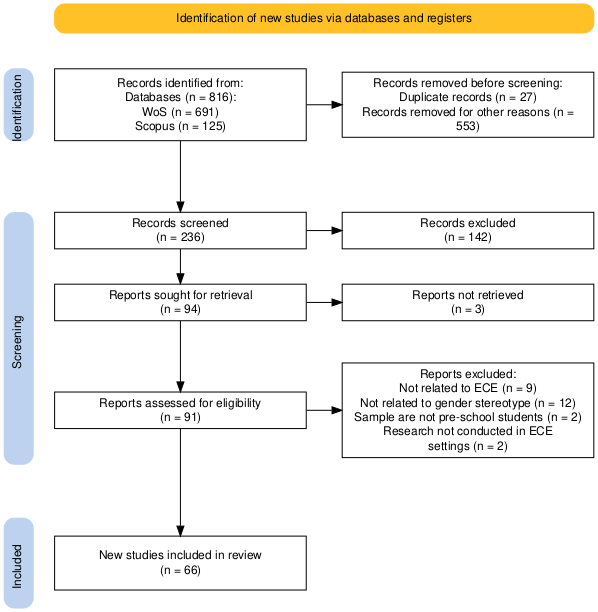 Identification of new studies via databases and registers
Identification
Records identified from:
Databases (n = 816):
WoS (n = 691)
Scopus (n = 125)
Records removed before screening:
Duplicate records (n = 27)
Records removed for other reasons (n =
553)
Screening
Records screened
(n = 236)
Records excluded
(n = 142)
Reports sought for retrieval
(n = 94)
Reports not retrieved
(n = 3)
Reports assessed for eligibility
(n = 91)
Reports excluded:
Not related to ECE (n = 9)
Not related to gender stereotype (n = 12)
Sample are not pre-school students (n = 2)
Research not conducted in ECE
settings (n = 2)
Included
New studies included in review
(n = 66)